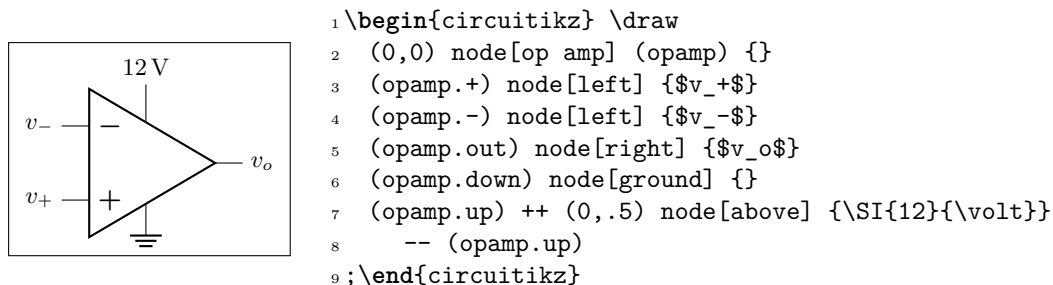 12 V
v−
v+
vo
− +
1 \begin{circuitikz} \draw
2 (0,0) node[op amp] (opamp) {}
3 (opamp.+) node[left] {$v_+$}
4 (opamp.-) node[left] {$v_-$}
5 (opamp.out) node[right] {$v_o$}
6 (opamp.down) node[ground] {}
7 (opamp.up) ++ (0,.5) node[above] {\SI{12}{\volt}}
8 -- (opamp.up)
9 ;\end{circuitikz}